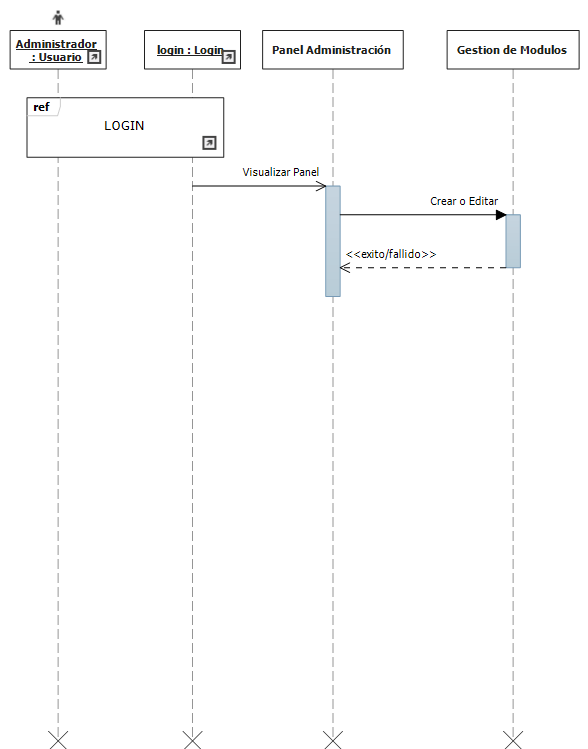 Administrador
: Usuario
login : Login
Panel Administración
Gestion de Modulos
ref
LOGIN
Visualizar Panel
Crear o Editar
<<exito/fallido>>